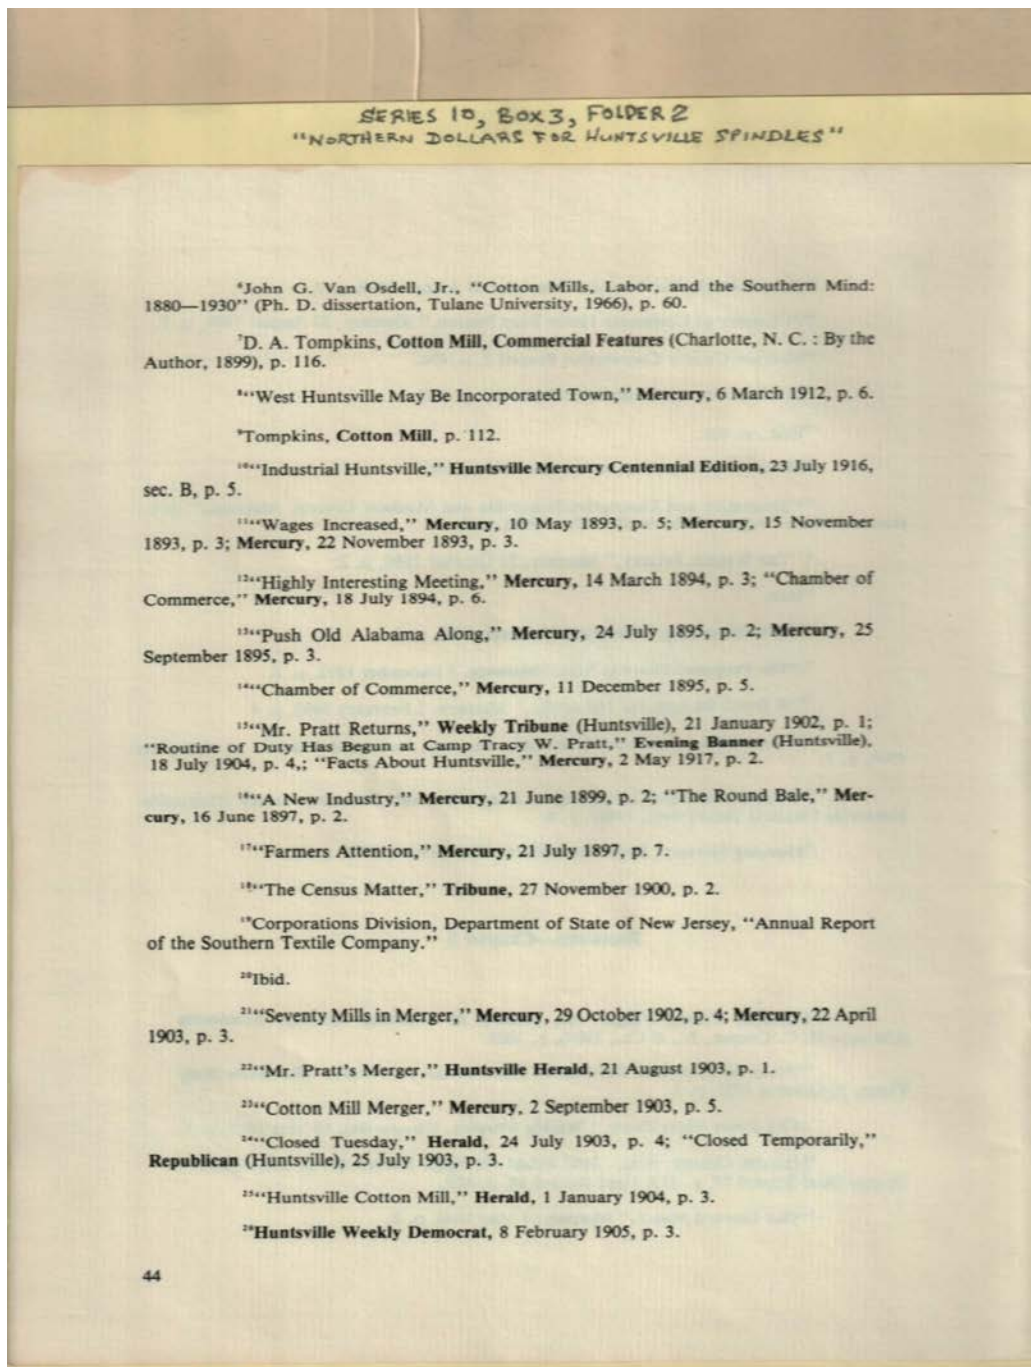 SERIES 10, BOX 3, FOLDER 2
"NORTHERN DOLLARS FOR HUNTSVILLE SPINDLES"
⁶John G. Van Osdell, Jr., "Cotton Mills, Labor, and the Southern Mind:
1880—1930" (Ph. D. dissertation, Tulane University, 1966), p. 60.
⁷D. A. Tompkins, Cotton Mill, Commercial Features (Charlotte, N. C. : By the
Author, 1899), p. 116.
⁸"West Huntsville May Be Incorporated Town," Mercury, 6 March 1912, p. 6.
⁹Tompkins, Cotton Mill, p. 112.
¹⁰"Industrial Huntsville," Huntsville Mercury Centennial Edition, 23 July 1916,
sec. B, p. 5.
¹¹"Wages Increased," Mercury, 10 May 1893, p. 5; Mercury, 15 November
1893, p. 3; Mercury, 22 November 1893, p. 3.
¹²"Highly Interesting Meeting," Mercury, 14 March 1894, p. 3; "Chamber of
Commerce," Mercury, 18 July 1894, p. 6.
¹³"Push Old Alabama Along," Mercury, 24 July 1895, p. 2; Mercury, 25
September 1895, p. 3.
¹⁴"Chamber of Commerce," Mercury, 11 December 1895, p. 5.
¹⁵"Mr. Pratt Returns," Weekly Tribune (Huntsville), 21 January 1902, p. 1;
"Routine of Duty Has Begun at Camp Tracy W. Pratt," Evening Banner (Huntsville),
18 July 1904, p. 4,; "Facts About Huntsville," Mercury, 2 May 1917, p. 2.
¹⁶"A New Industry," Mercury, 21 June 1899, p. 2; "The Round Bale," Mer-
cury, 16 June 1897, p. 2.
¹⁷"Farmers Attention," Mercury, 21 July 1897, p. 7.
¹⁸"The Census Matter," Tribune, 27 November 1900, p. 2.
¹⁹Corporations Division, Department of State of New Jersey, "Annual Report
of the Southern Textile Company."
²⁰Ibid.
²¹"Seventy Mills in Merger," Mercury, 29 October 1902, p. 4; Mercury, 22 April
1903, p. 3.
²²"Mr. Pratt's Merger," Huntsville Herald, 21 August 1903, p. 1.
²³"Cotton Mill Merger," Mercury, 2 September 1903, p. 5.
²⁴"Closed Tuesday," Herald, 24 July 1903, p. 4; "Closed Temporarily,"
Republican (Huntsville), 25 July 1903, p. 3.
²⁵"Huntsville Cotton Mill," Herald, 1 January 1904, p. 3.
²⁶Huntsville Weekly Democrat, 8 February 1905, p. 3.
44